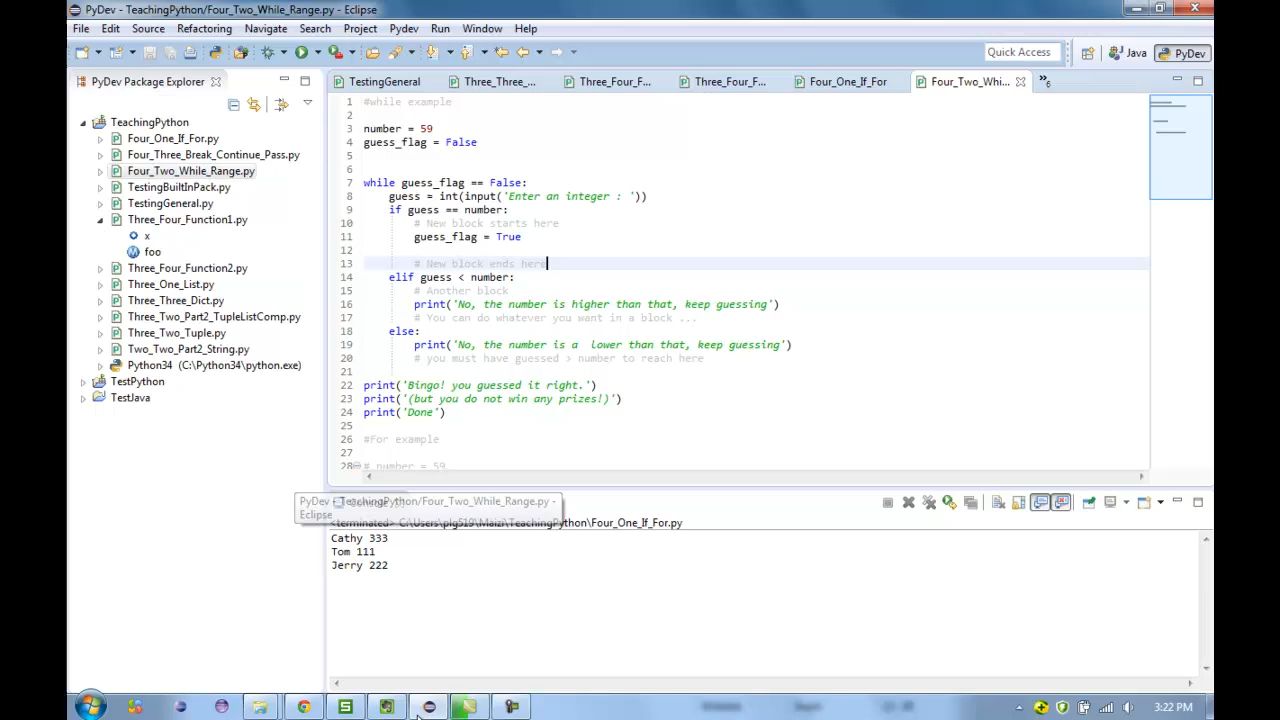 PyDev - TeachingPython/Four_Two_While_Range.py - Eclipse
File Edit Source Refactoring Navigate Search Project Pydev Run Window Help
Quick Access Java PyDev
PyDev Package Explorer
TestingGeneral Three_Three_... Three_Four_F... Three_Four_F... Four_One_If_For Four_Two_Whi... »6
TeachingPython
Four_One_If_For.py
Four_Three_Break_Continue_Pass.py
Four_Two_While_Range.py
TestingBuiltInPack.py
TestingGeneral.py
Three_Four_Function1.py
x
foo
Three_Four_Function2.py
Three_One_List.py
Three_Three_Dict.py
Three_Two_Part2_TupleListComp.py
Three_Two_Tuple.py
Two_Two_Part2_String.py
Python34 (C:\Python34\python.exe)
TestPython
TestJava
1 #while example
2
3 number = 59
4 guess_flag = False
5
6
7 while guess_flag == False:
8 guess = int(input('Enter an integer : '))
9 if guess == number:
10 # New block starts here
11 guess_flag = True
12
13 # New block ends here
14 elif guess < number:
15 # Another block
16 print('No, the number is higher than that, keep guessing')
17 # You can do whatever you want in a block ...
18 else:
19 print('No, the number is a  lower than that, keep guessing')
20 # you must have guessed > number to reach here
21
22 print('Bingo! you guessed it right.')
23 print('(but you do not win any prizes!)')
24 print('Done')
25
26 #For example
27
28 # number = 59
PyDev - TeachingPython/Four_Two_While_Range.py -
Eclipse
<terminated> C:\Users\plg519\Maizi\TeachingPython\Four_One_If_For.py
Cathy 333
Tom 111
Jerry 222
3:22 PM